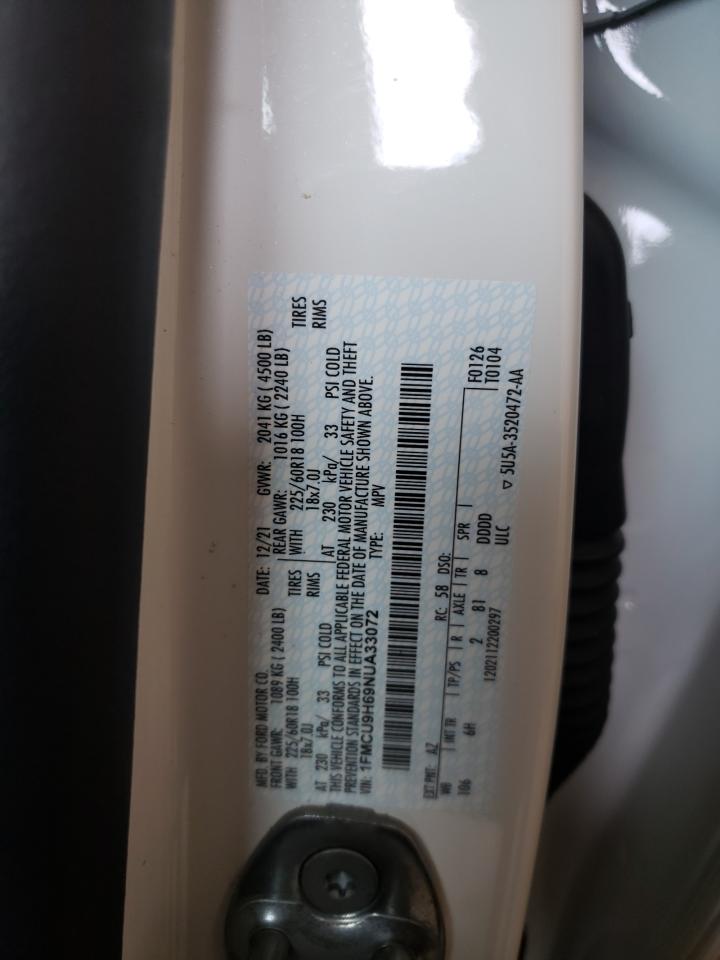 MFD. BY FORD MOTOR CO. DATE: 12/21 GVWR: 2041 KG ( 4500 LB)
FRONT GAWR: 1089 KG ( 2400 LB) REAR GAWR: 1016 KG ( 2240 LB)
WITH 225/60R18 100H TIRES WITH 225/60R18 100H TIRES
18x7.0J RIMS 18x7.0J RIMS
AT 230 kPa/ 33 PSI COLD AT 230 kPa/ 33 PSI COLD
THIS VEHICLE CONFORMS TO ALL APPLICABLE FEDERAL MOTOR VEHICLE SAFETY AND THEFT
PREVENTION STANDARDS IN EFFECT ON THE DATE OF MANUFACTURE SHOWN ABOVE.
VIN: 1FMCU9H69NUA33072 TYPE: MPV
EXT PNT: AZ RC: 58 DSO: F0126
WB INT TR TP/PS R AXLE TR SPR T0104
106 6H 2 81 8 DDDD
1202112200297 ULC ▽ 5U5A-3520472-AA